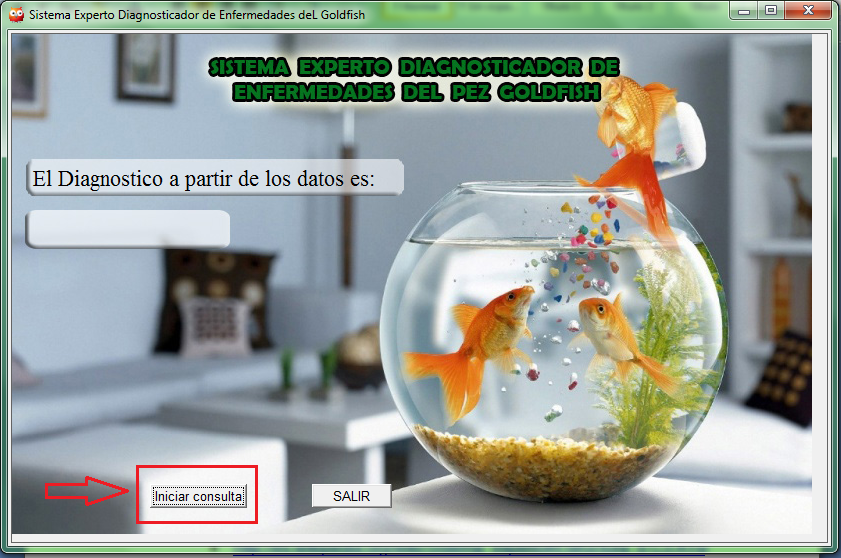 Sistema Experto Diagnosticador de Enfermedades deL Goldfish
SISTEMA EXPERTO DIAGNOSTICADOR DE
ENFERMEDADES DEL PEZ GOLDFISH
El Diagnostico a partir de los datos es:
Iniciar consulta
SALIR